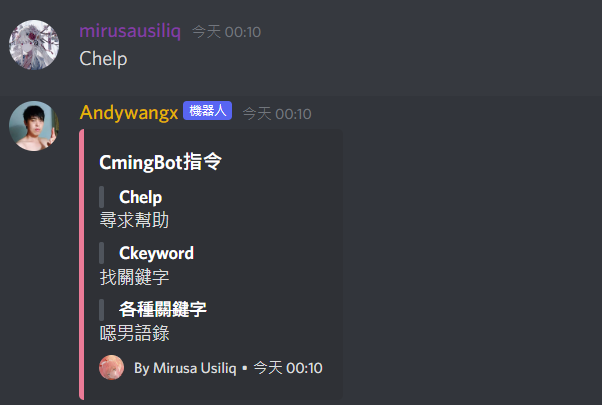 mirusausiliq 今天 00:10
Chelp
Andywangx 機器人 今天 00:10
CmingBot指令
Chelp
尋求幫助
Ckeyword
找關鍵字
各種關鍵字
噁男語錄
By Mirusa Usiliq • 今天 00:10